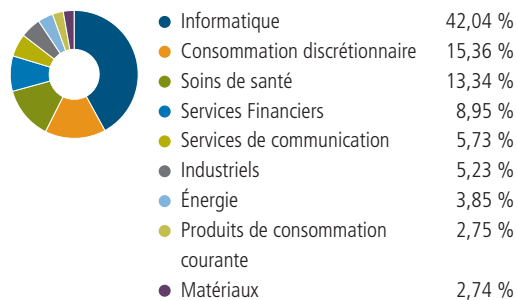 Informatique 42,04 %
Consommation discrétionnaire 15,36 %
Soins de santé 13,34 %
Services Financiers 8,95 %
Services de communication 5,73 %
Industriels 5,23 %
Énergie 3,85 %
Produits de consommation 2,75 %
courante
Matériaux 2,74 %